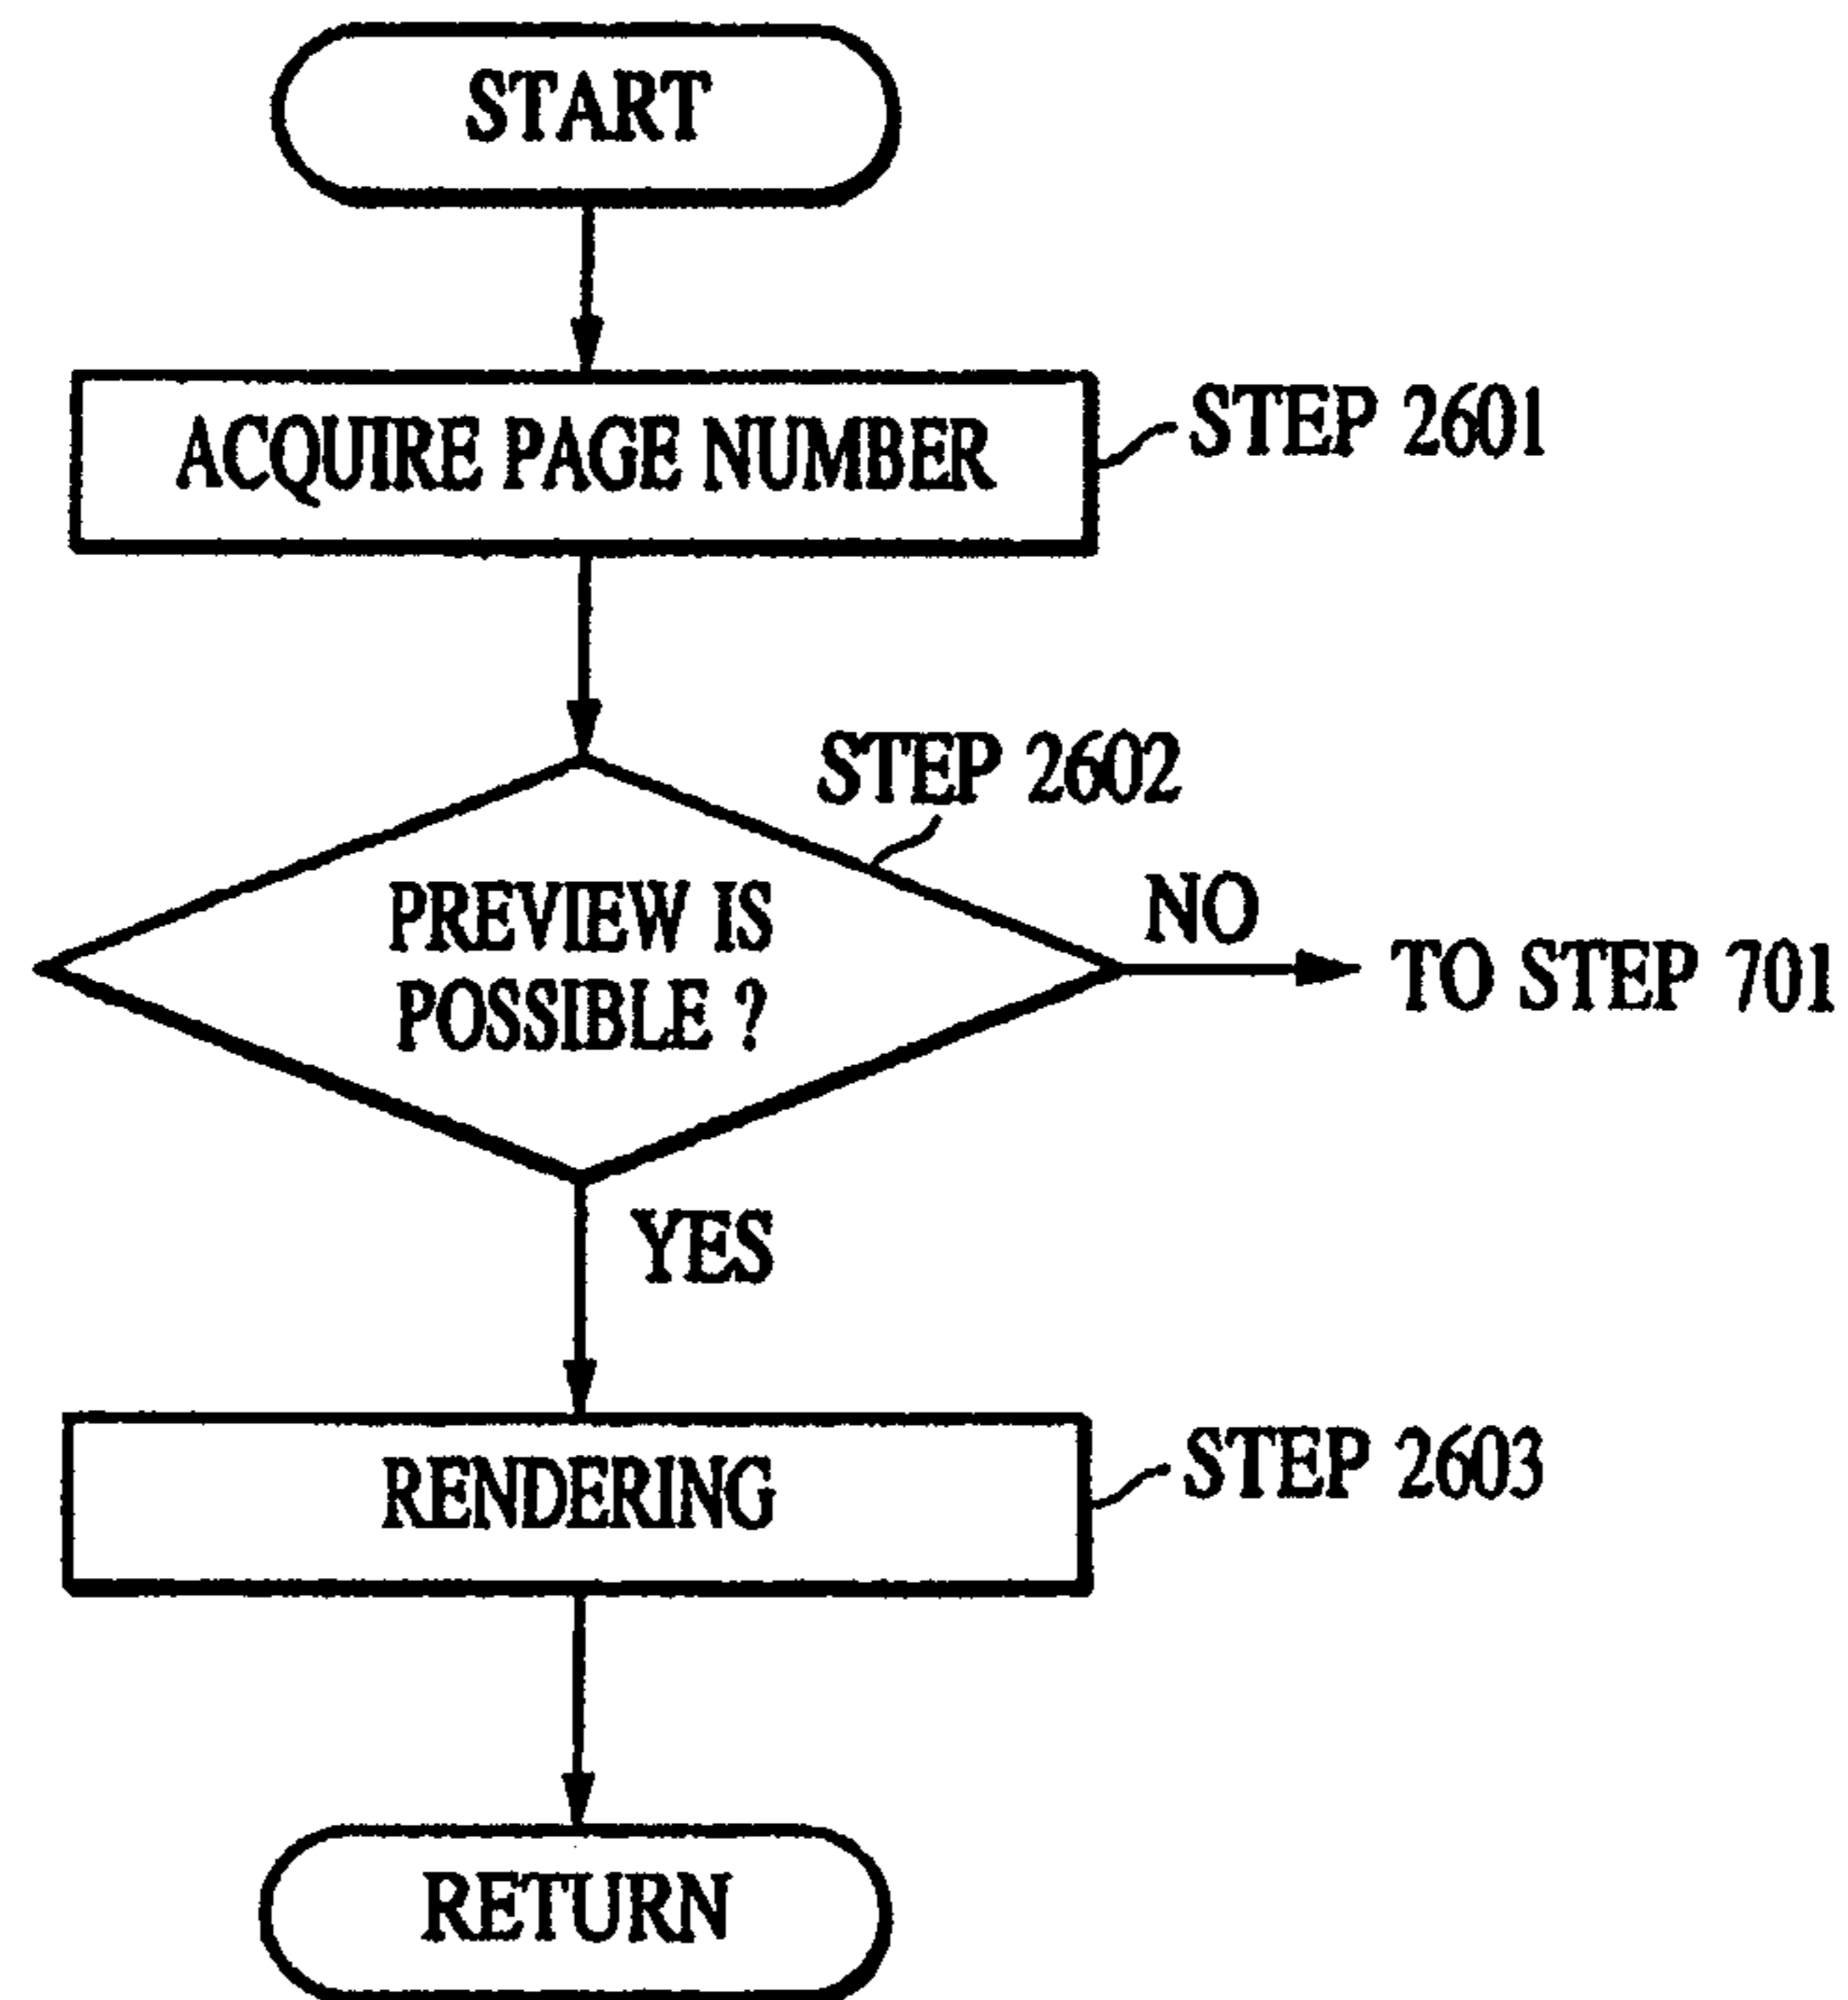 START
ACQUIRE PAGE NUMBER
STEP 2601
STEP 2602
PREVIEW IS
POSSIBLE ?
NO
TO STEP 701
YES
RENDERING
STEP 2603
RETURN